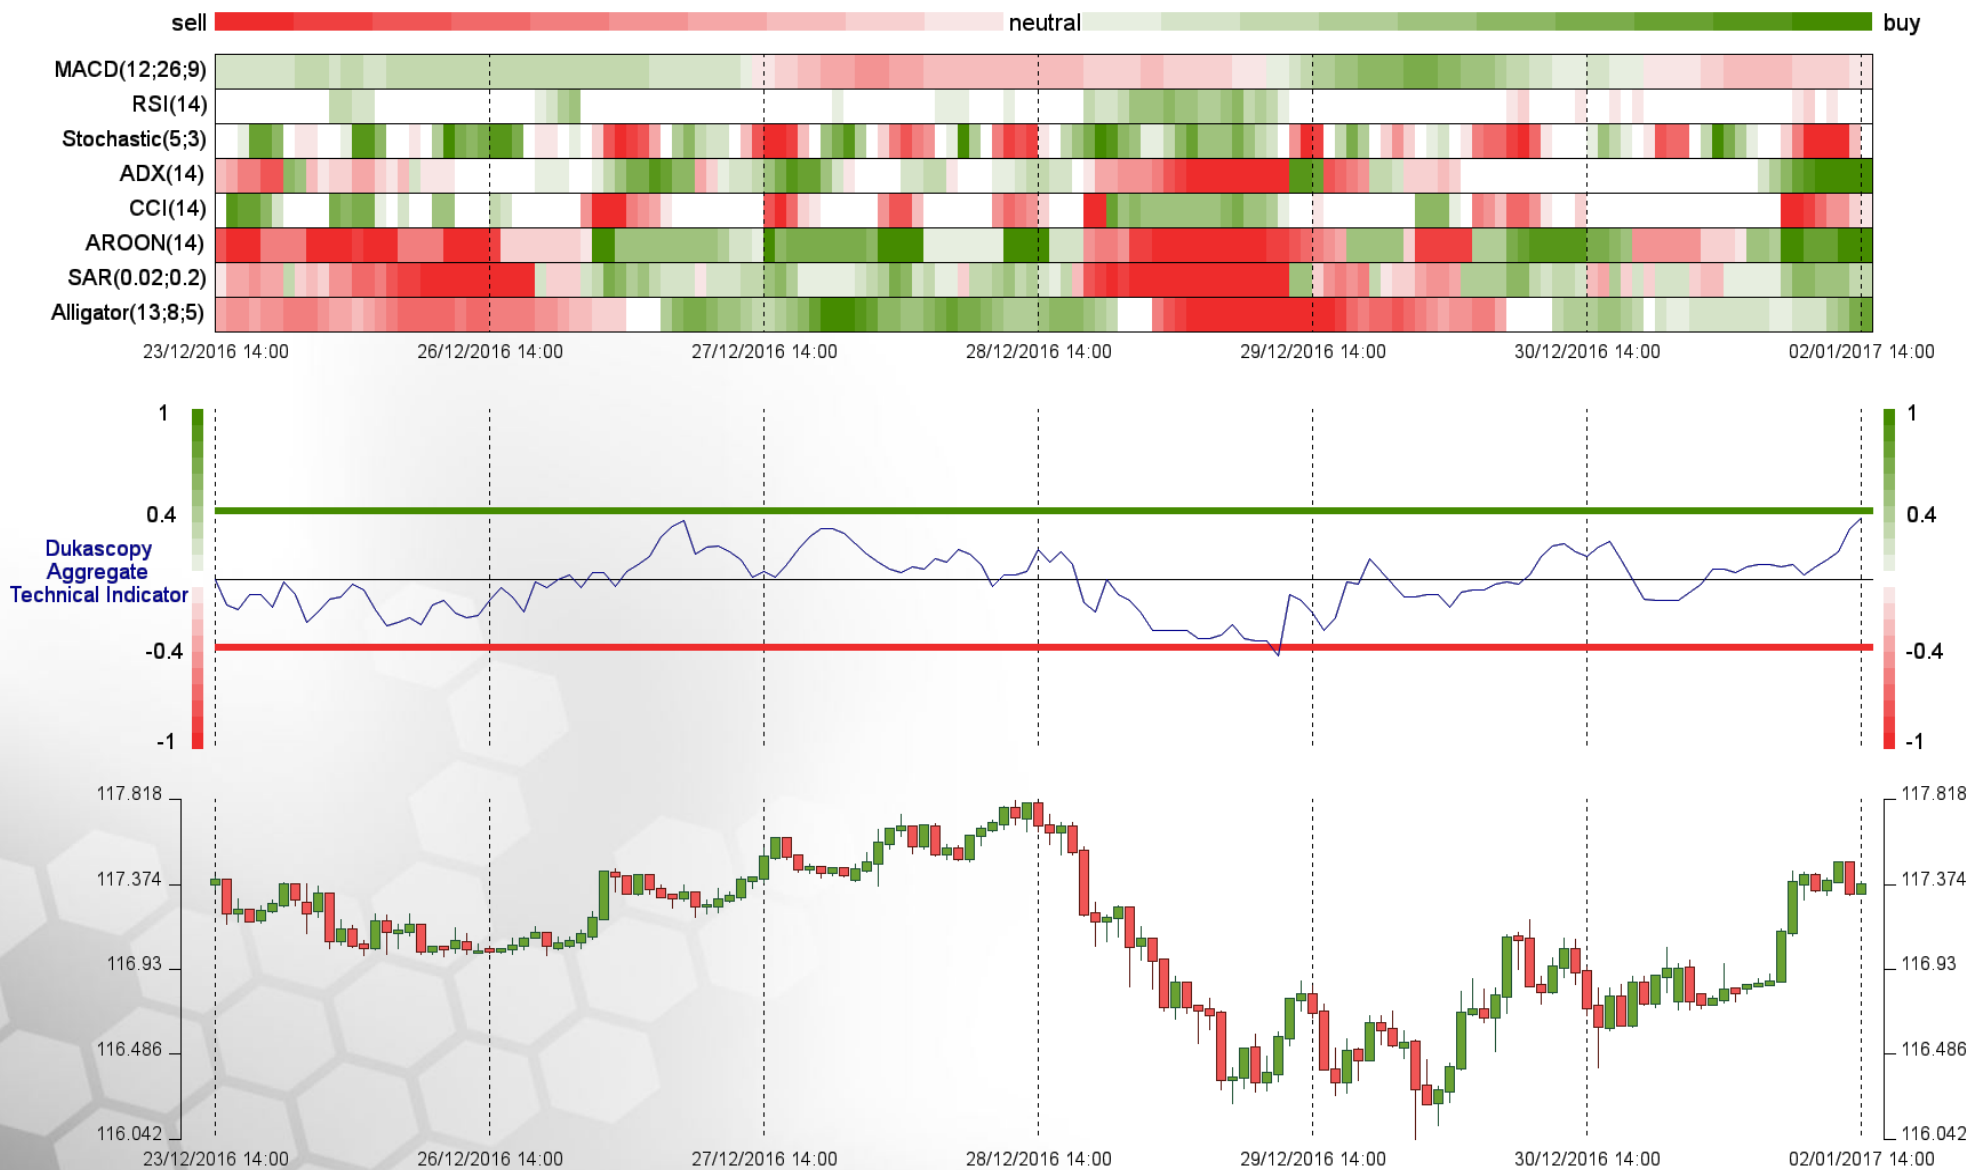 sell neutral buy
MACD(12;26;9)
RSI(14)
Stochastic(5;3)
ADX(14)
CCI(14)
AROON(14)
SAR(0.02;0.2)
Alligator(13;8;5)
23/12/2016 14:00 26/12/2016 14:00 27/12/2016 14:00 28/12/2016 14:00 29/12/2016 14:00 30/12/2016 14:00 02/01/2017 14:00
1 1
0.4 0.4
Dukascopy
Aggregate
Technical Indicator
-0.4 -0.4
-1 -1
117.818 117.818
117.374 117.374
116.93 116.93
116.486 116.486
116.042 116.042
23/12/2016 14:00 26/12/2016 14:00 27/12/2016 14:00 28/12/2016 14:00 29/12/2016 14:00 30/12/2016 14:00 02/01/2017 14:00